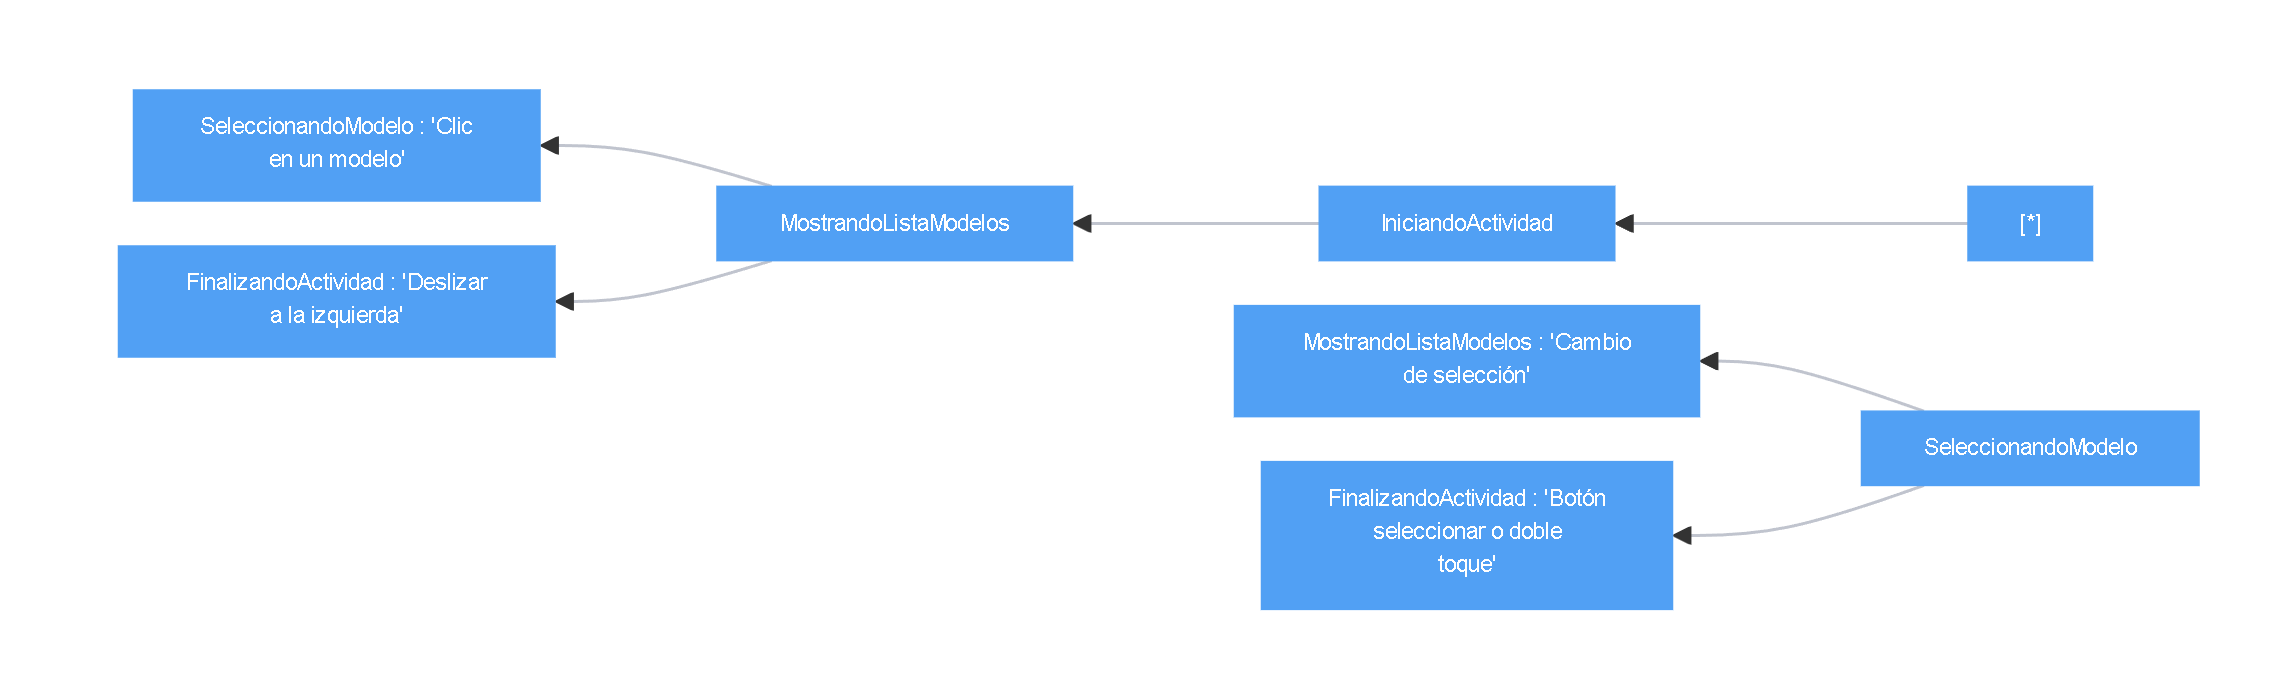 SeleccionandoModelo : 'Clic
en un modelo'
MostrandoListaModelos
IniciandoActividad
[*]
FinalizandoActividad : 'Deslizar
a la izquierda'
MostrandoListaModelos : 'Cambio
de selección'
SeleccionandoModelo
FinalizandoActividad : 'Botón
seleccionar o doble
toque'